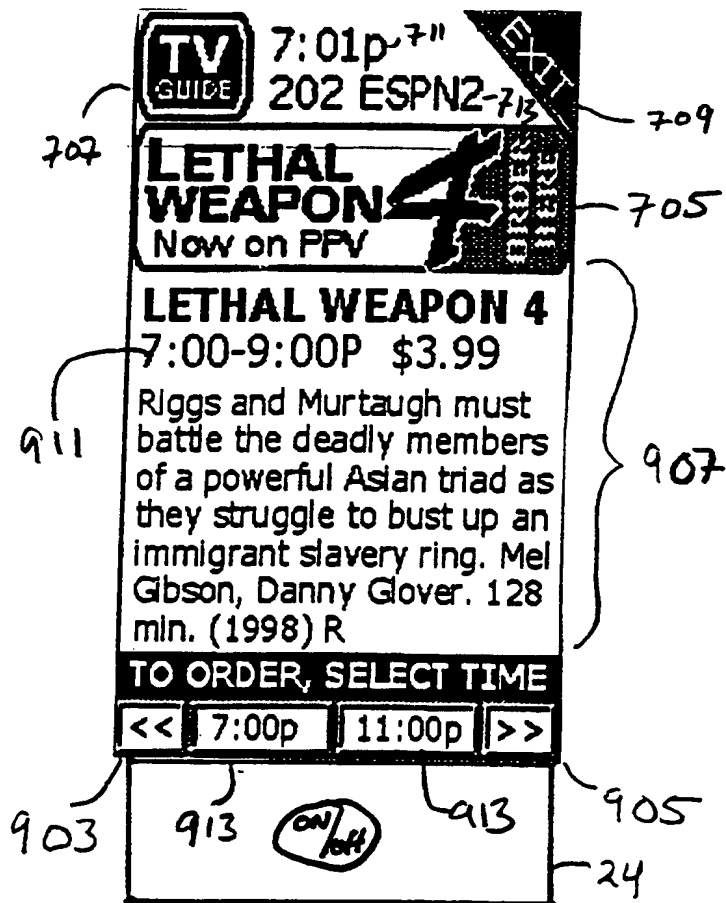 TV GUIDE
7:01p 711
202 ESPN2 713
EXIT
709
707
LETHAL
WEAPON 4
Now on PPV
705
LETHAL WEAPON 4
7:00-9:00P $3.99
911
Riggs and Murtaugh must
battle the deadly members
of a powerful Asian triad as
they struggle to bust up an
immigrant slavery ring. Mel
Gibson, Danny Glover. 128
min. (1998) R
907
TO ORDER, SELECT TIME
<< 7:00p 11:00p >>
903 913 913 905
ON/off
24